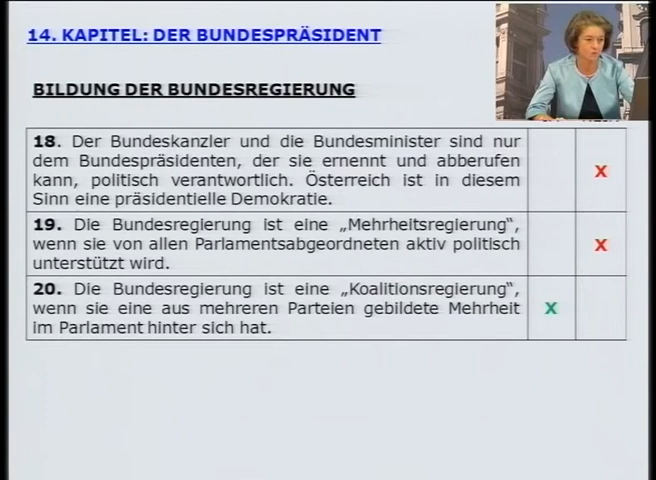 14. KAPITEL: DER BUNDESPRÄSIDENT
BILDUNG DER BUNDESREGIERUNG
18. Der Bundeskanzler und die Bundesminister sind nur
dem Bundespräsidenten, der sie ernennt und abberufen
kann, politisch verantwortlich. Österreich ist in diesem
Sinn eine präsidentielle Demokratie.
X
19. Die Bundesregierung ist eine „Mehrheitsregierung“,
wenn sie von allen Parlamentsabgeordneten aktiv politisch
unterstützt wird.
X
20. Die Bundesregierung ist eine „Koalitionsregierung“,
wenn sie eine aus mehreren Parteien gebildete Mehrheit
im Parlament hinter sich hat.
X